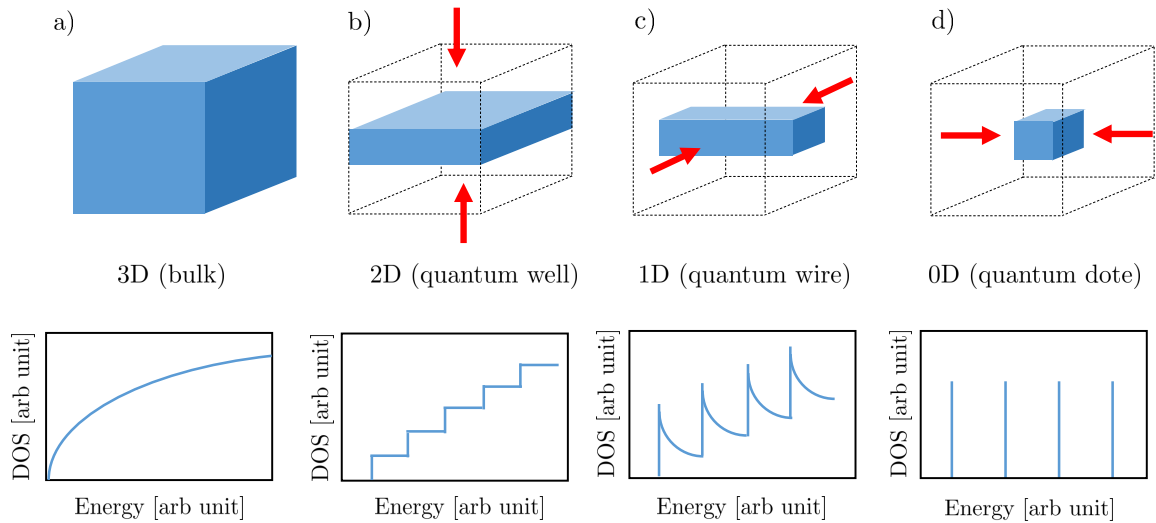 a)
b)
c)
d)
3D (bulk)
2D (quantum well)
1D (quantum wire)
0D (quantum dote)
DOS [arb unit]
Energy [arb unit]
DOS [arb unit]
Energy [arb unit]
DOS [arb unit]
Energy [arb unit]
DOS [arb unit]
Energy [arb unit]